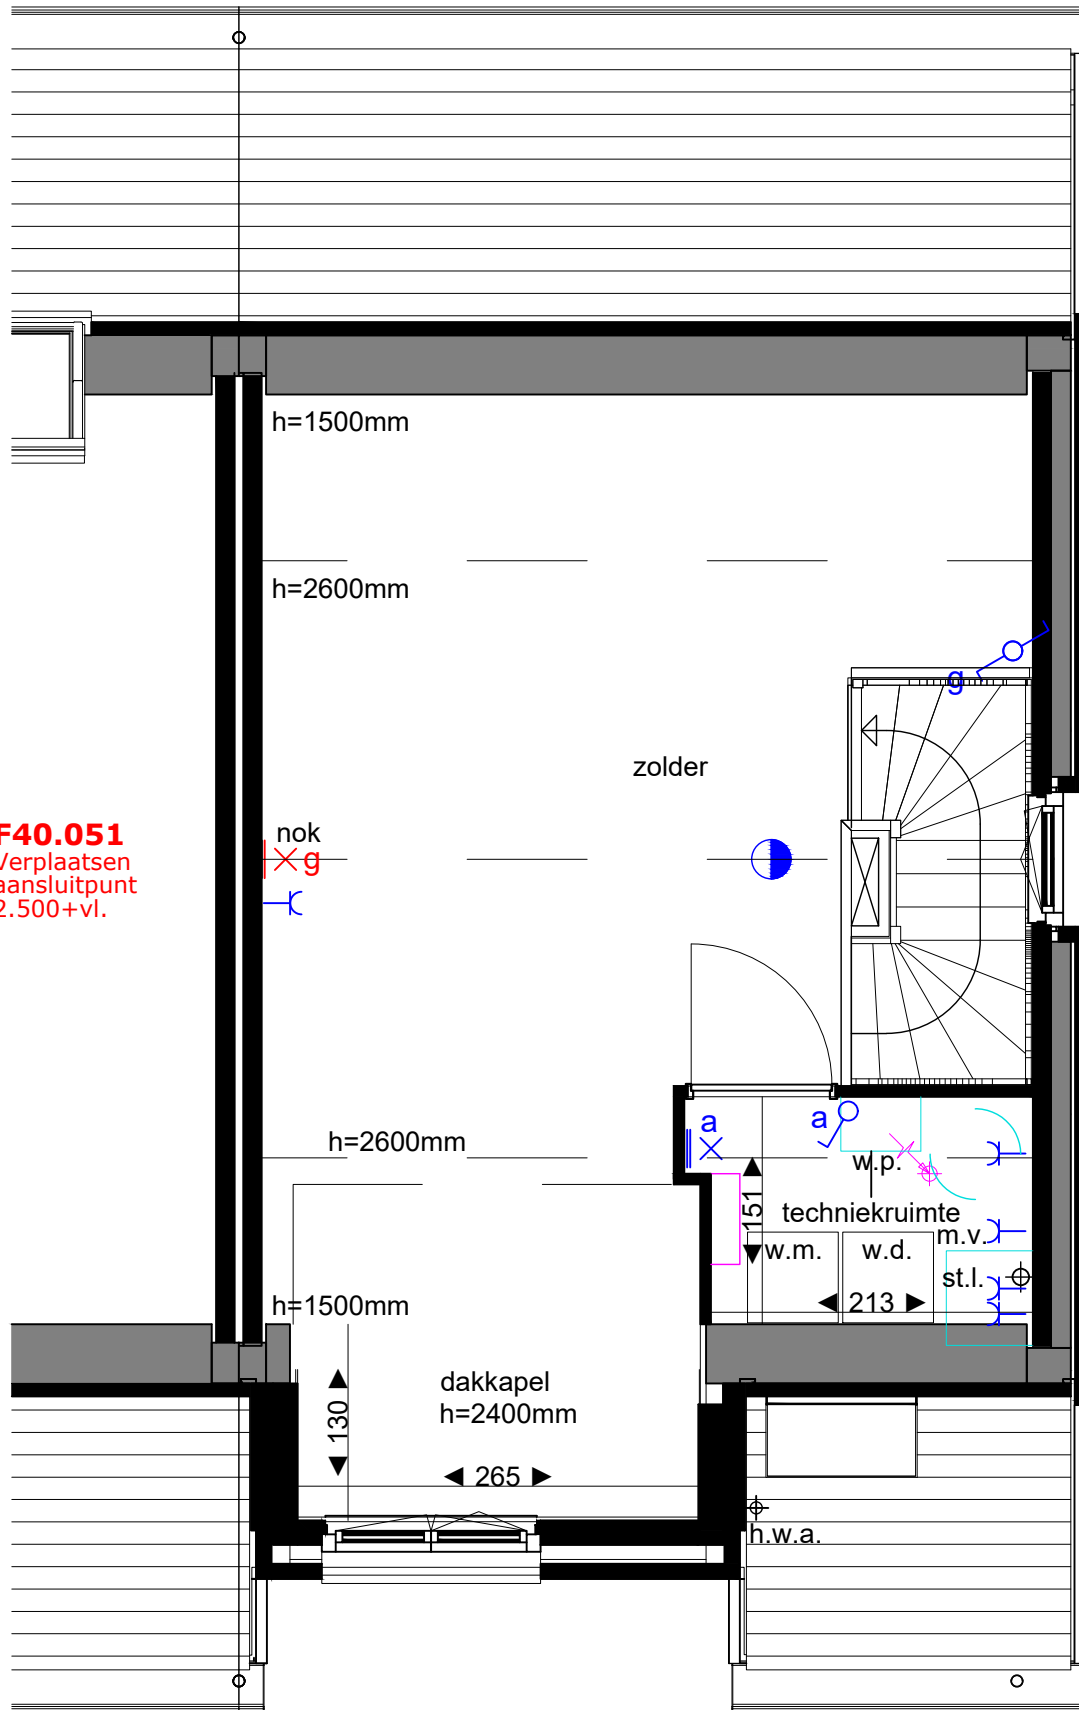 h=1500mm
h=2600mm
g
zolder
F40.051
Verplaatsen
aansluitpunt
2.500+vl.
nok
g
a
a
h=2600mm
w.p.
151
techniekruimte
m.v.
w.m.
w.d.
st.l.
213
h=1500mm
dakkapel
h=2400mm
130
265
h.w.a.